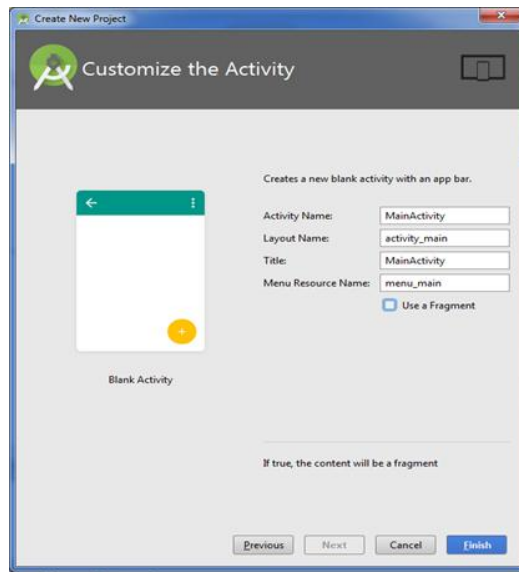 Create New Project
Customize the Activity
Creates a new blank activity with an app bar.
Activity Name: MainActivity
Layout Name: activity_main
Title: MainActivity
Menu Resource Name: menu_main
Use a Fragment
Blank Activity
If true, the content will be a fragment
Previous Next Cancel Finish